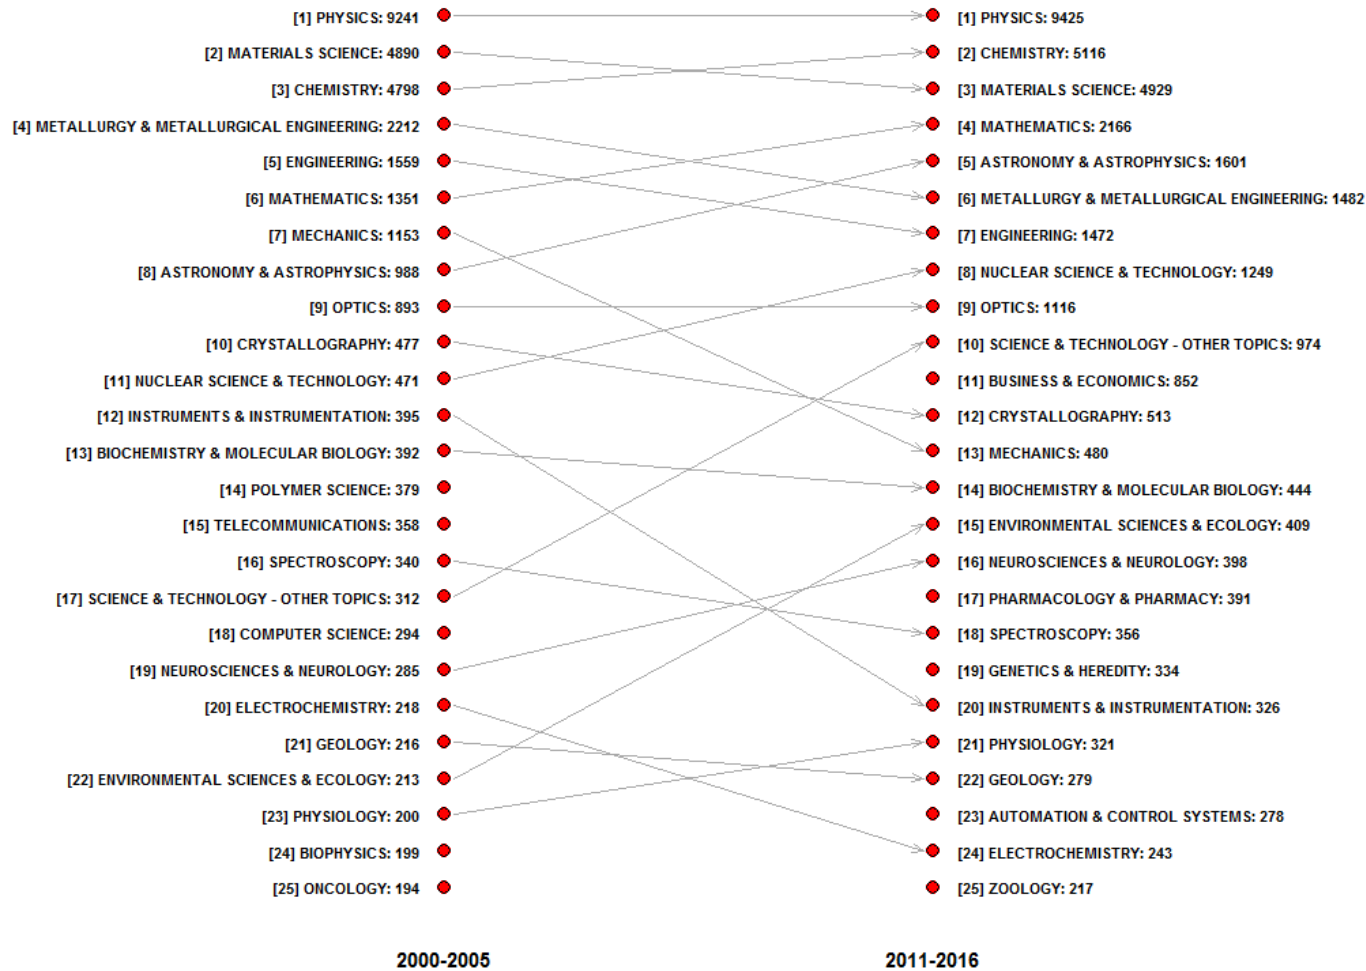 [1] PHYSICS: 9241
[2] MATERIALS SCIENCE: 4890
[3] CHEMISTRY: 4798
[4] METALLURGY & METALLURGICAL ENGINEERING: 2212
[5] ENGINEERING: 1559
[6] MATHEMATICS: 1351
[7] MECHANICS: 1153
[8] ASTRONOMY & ASTROPHYSICS: 988
[9] OPTICS: 893
[10] CRYSTALLOGRAPHY: 477
[11] NUCLEAR SCIENCE & TECHNOLOGY: 471
[12] INSTRUMENTS & INSTRUMENTATION: 395
[13] BIOCHEMISTRY & MOLECULAR BIOLOGY: 392
[14] POLYMER SCIENCE: 379
[15] TELECOMMUNICATIONS: 358
[16] SPECTROSCOPY: 340
[17] SCIENCE & TECHNOLOGY - OTHER TOPICS: 312
[18] COMPUTER SCIENCE: 294
[19] NEUROSCIENCES & NEUROLOGY: 285
[20] ELECTROCHEMISTRY: 218
[21] GEOLOGY: 216
[22] ENVIRONMENTAL SCIENCES & ECOLOGY: 213
[23] PHYSIOLOGY: 200
[24] BIOPHYSICS: 199
[25] ONCOLOGY: 194
2000-2005
[1] PHYSICS: 9425
[2] CHEMISTRY: 5116
[3] MATERIALS SCIENCE: 4929
[4] MATHEMATICS: 2166
[5] ASTRONOMY & ASTROPHYSICS: 1601
[6] METALLURGY & METALLURGICAL ENGINEERING: 1482
[7] ENGINEERING: 1472
[8] NUCLEAR SCIENCE & TECHNOLOGY: 1249
[9] OPTICS: 1116
[10] SCIENCE & TECHNOLOGY - OTHER TOPICS: 974
[11] BUSINESS & ECONOMICS: 852
[12] CRYSTALLOGRAPHY: 513
[13] MECHANICS: 480
[14] BIOCHEMISTRY & MOLECULAR BIOLOGY: 444
[15] ENVIRONMENTAL SCIENCES & ECOLOGY: 409
[16] NEUROSCIENCES & NEUROLOGY: 398
[17] PHARMACOLOGY & PHARMACY: 391
[18] SPECTROSCOPY: 356
[19] GENETICS & HEREDITY: 334
[20] INSTRUMENTS & INSTRUMENTATION: 326
[21] PHYSIOLOGY: 321
[22] GEOLOGY: 279
[23] AUTOMATION & CONTROL SYSTEMS: 278
[24] ELECTROCHEMISTRY: 243
[25] ZOOLOGY: 217
2011-2016